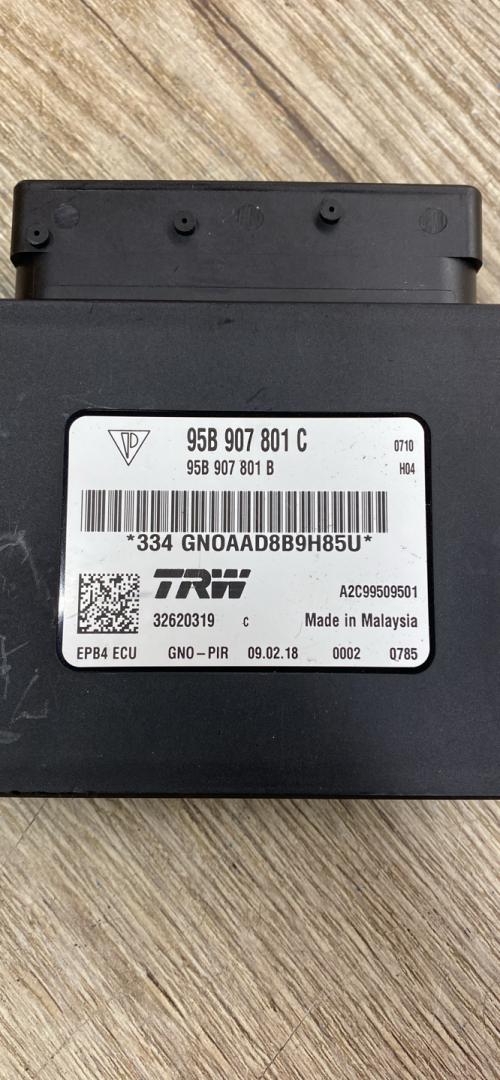 95B 907 801 C
0710
95B 907 801 B
H04
*334 GN0AAD8B9H85U*
TRW
A2C99509501
32620319 C
Made in Malaysia
EPB4 ECU GNO-PIR 09.02.18 0002 0785